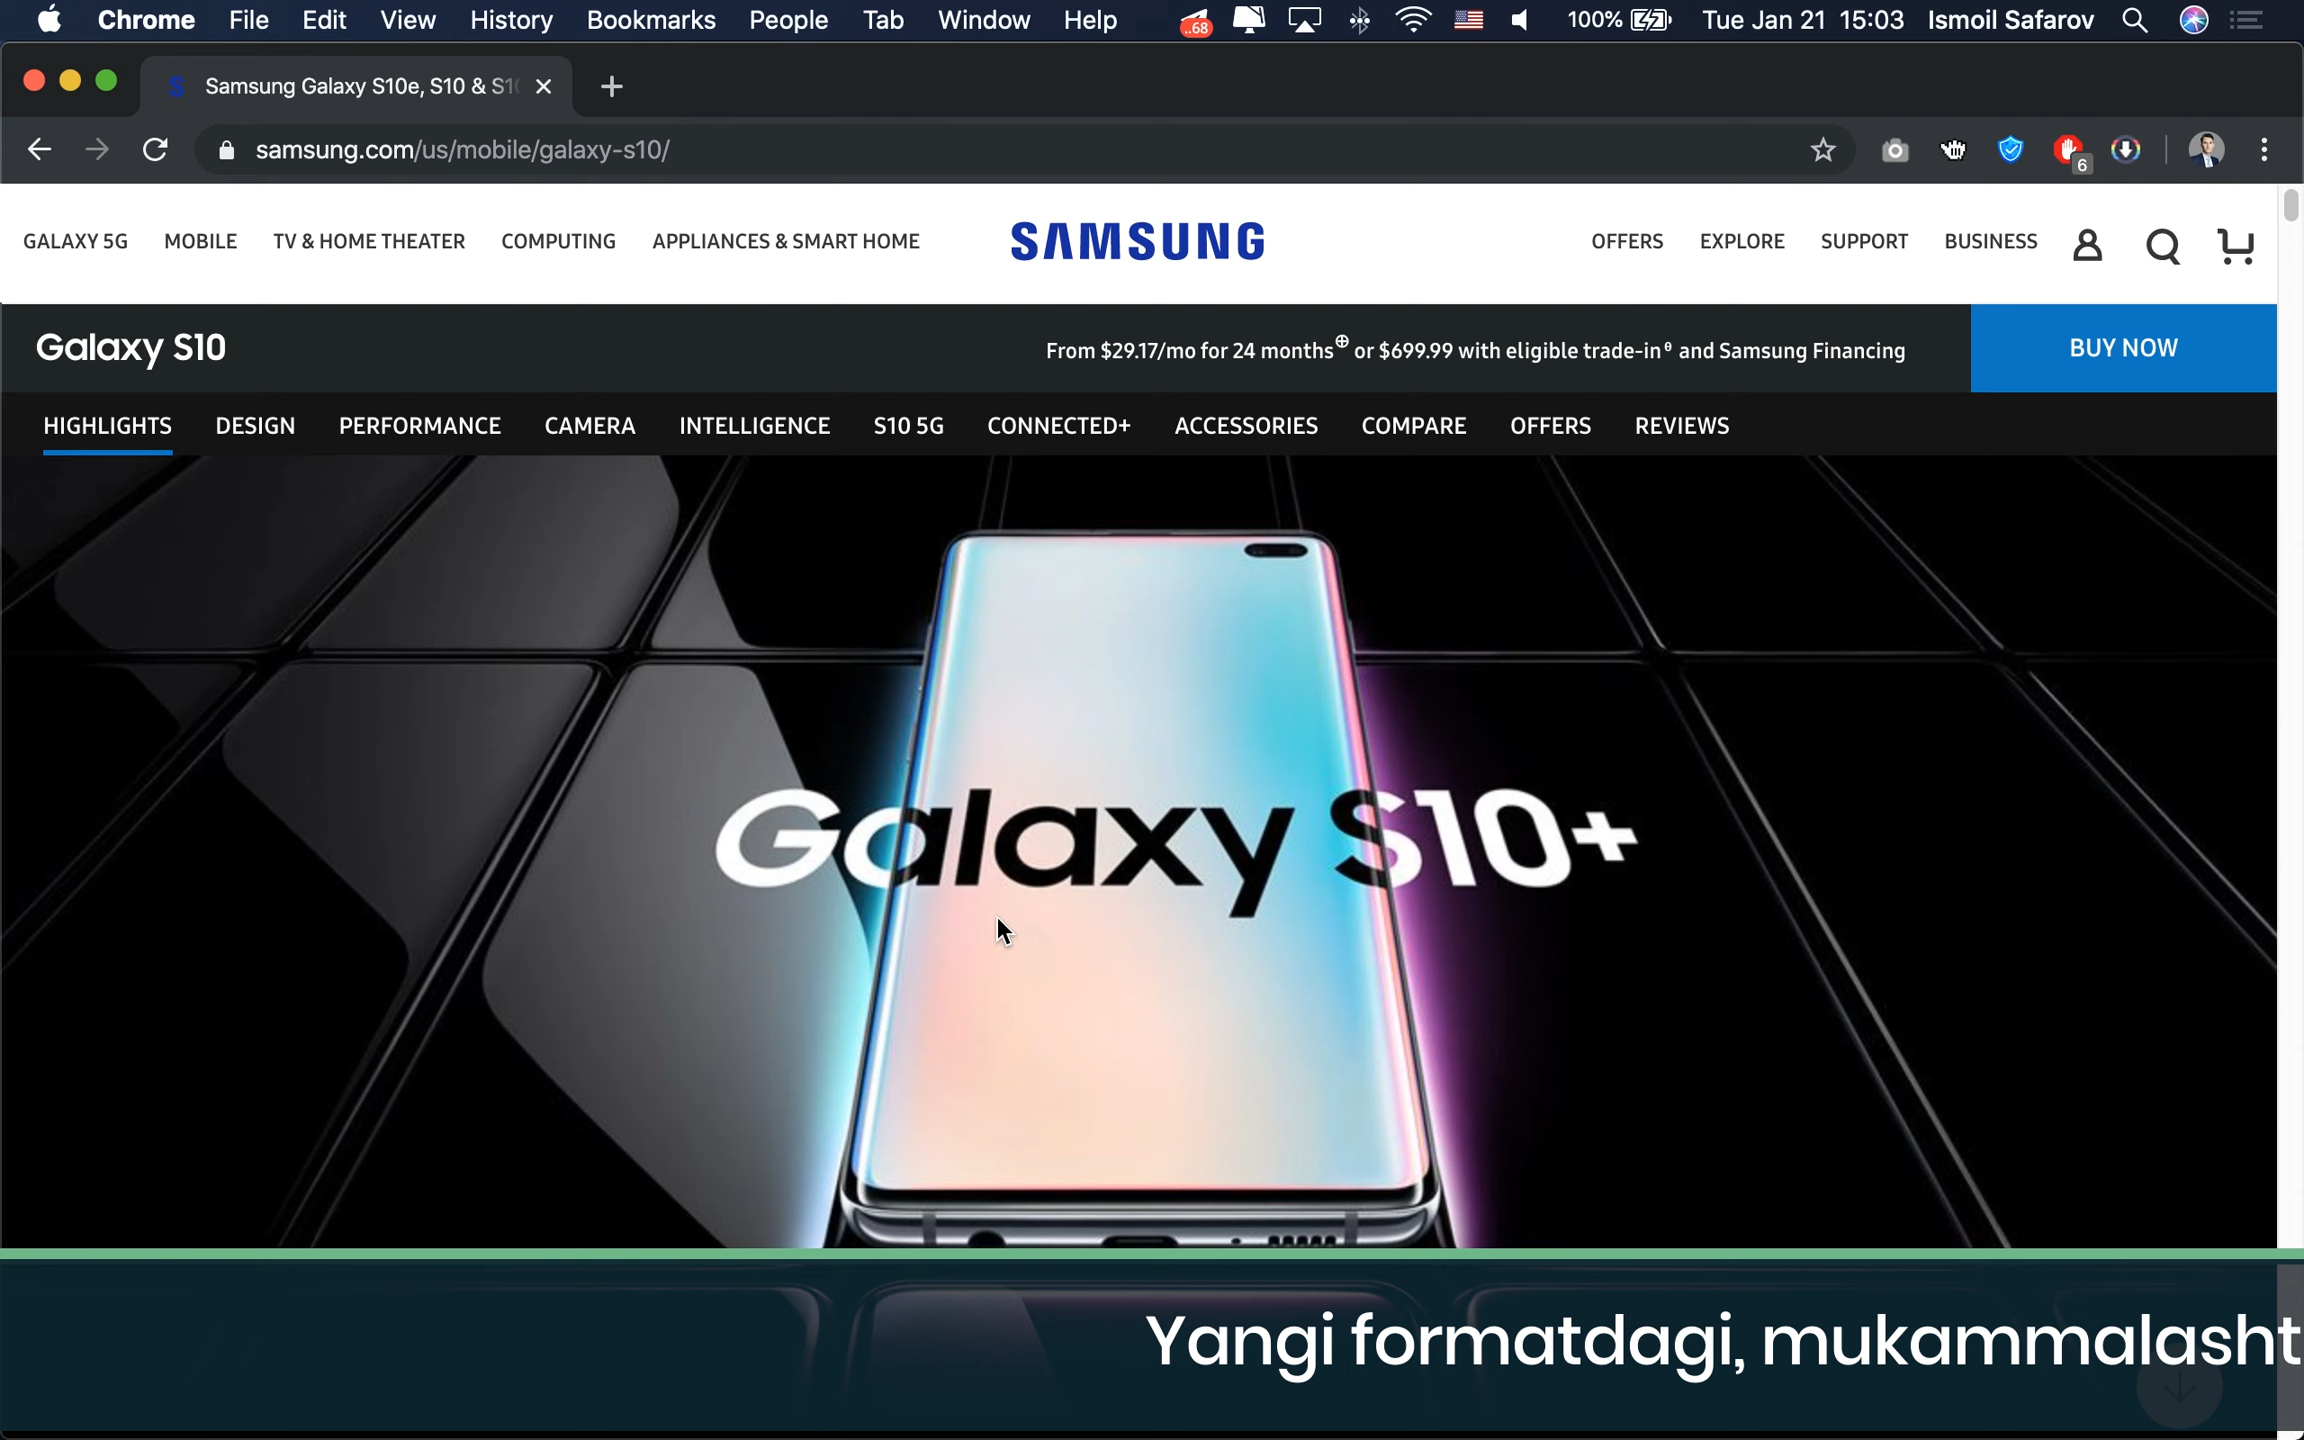 Chrome File Edit View History Bookmarks People Tab Window Help ..68 100% Tue Jan 21 15:03 Ismoil Safarov
Samsung Galaxy S10e, S10 & S1
samsung.com/us/mobile/galaxy-s10/ 6
GALAXY 5G MOBILE TV & HOME THEATER COMPUTING APPLIANCES & SMART HOME SAMSUNG OFFERS EXPLORE SUPPORT BUSINESS
Galaxy S10 From $29.17/mo for 24 months⊕ or $699.99 with eligible trade-inᶿ and Samsung Financing BUY NOW
HIGHLIGHTS DESIGN PERFORMANCE CAMERA INTELLIGENCE S10 5G CONNECTED+ ACCESSORIES COMPARE OFFERS REVIEWS
Galaxy S10+
Yangi formatdagi, mukammalasht